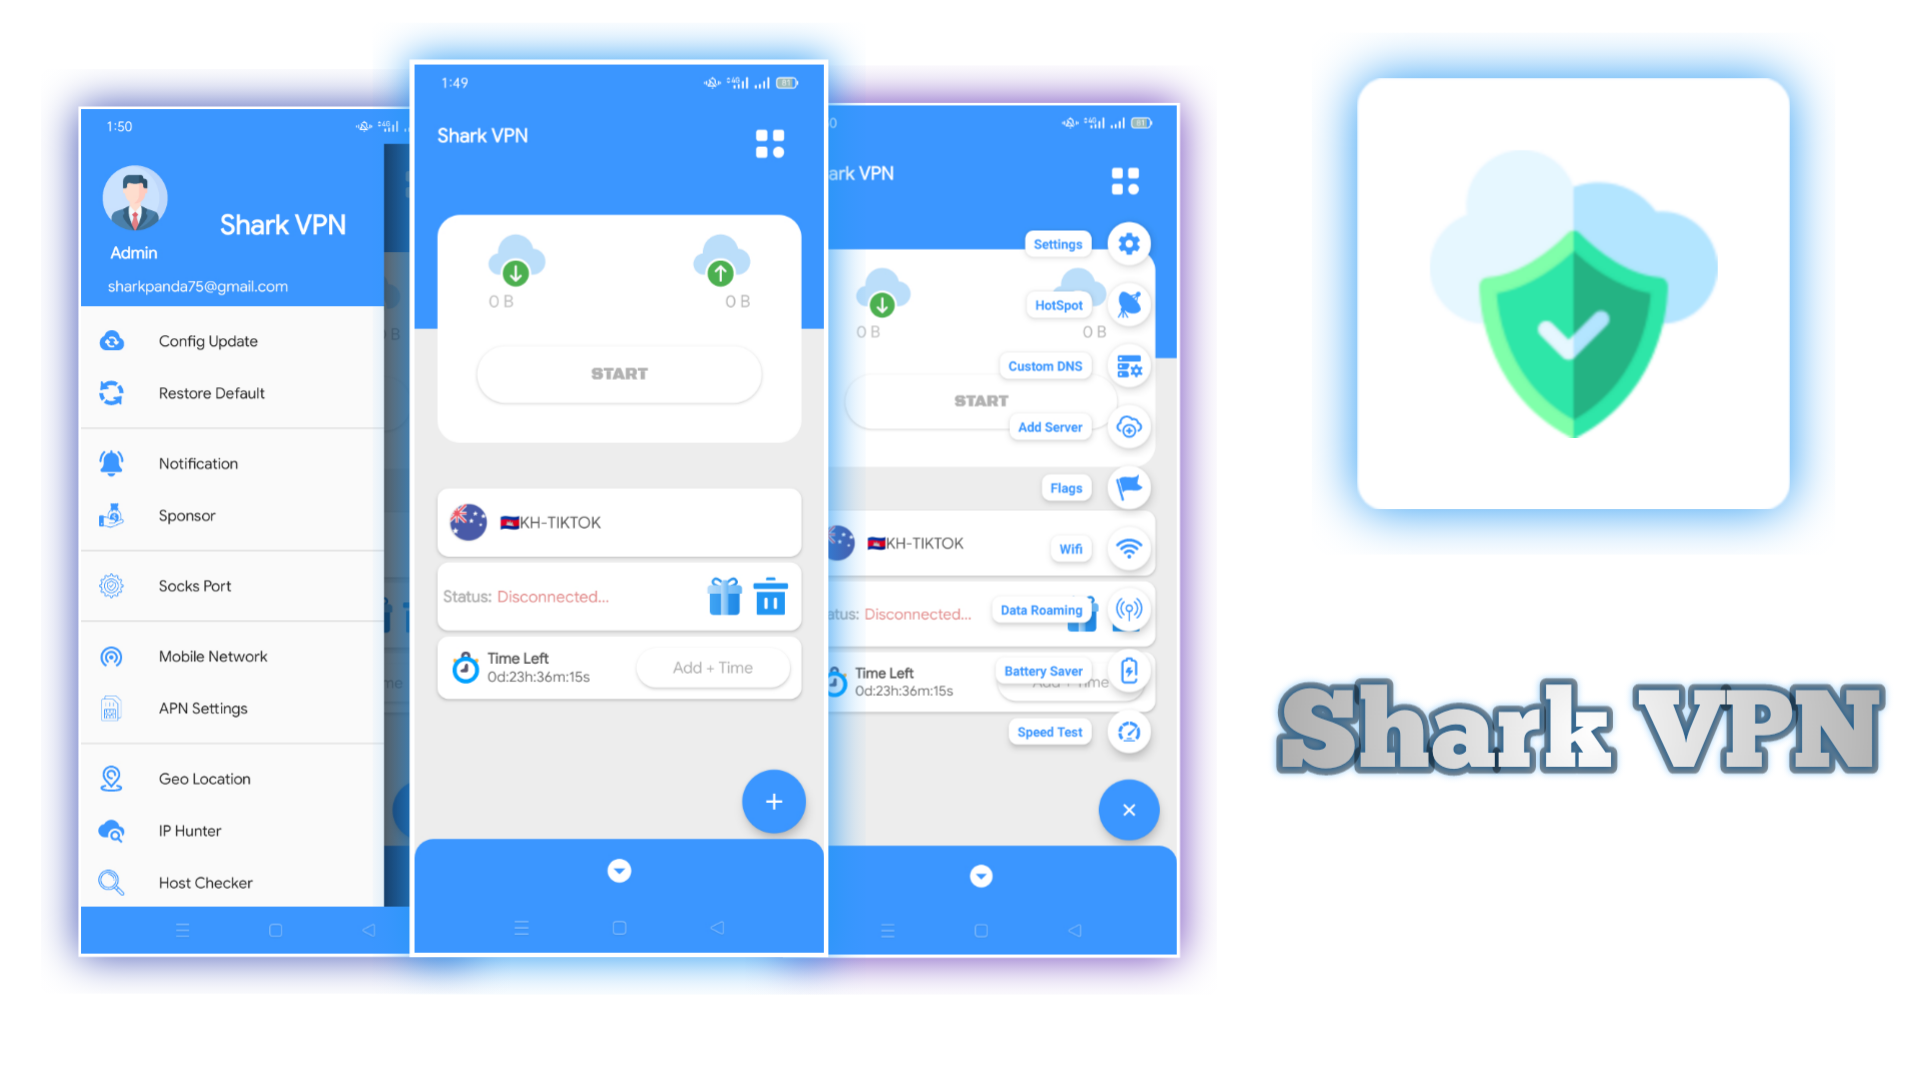 1:50
Shark VPN
Admin
sharkpanda75@gmail.com
Config Update
Restore Default
Notification
Sponsor
Socks Port
Mobile Network
APN Settings
Geo Location
IP Hunter
Host Checker
1:49
81
Shark VPN
0 B
0 B
START
KH-TIKTOK
Status: Disconnected...
Time Left
0d:23h:36m:15s
Add + Time
81
ark VPN
Settings
HotSpot
0 B
0 B
Custom DNS
START
Add Server
Flags
KH-TIKTOK
Wifi
Data Roaming
atus: Disconnected...
Battery Saver
Time Left
0d:23h:36m:15s
Speed Test
Shark VPN